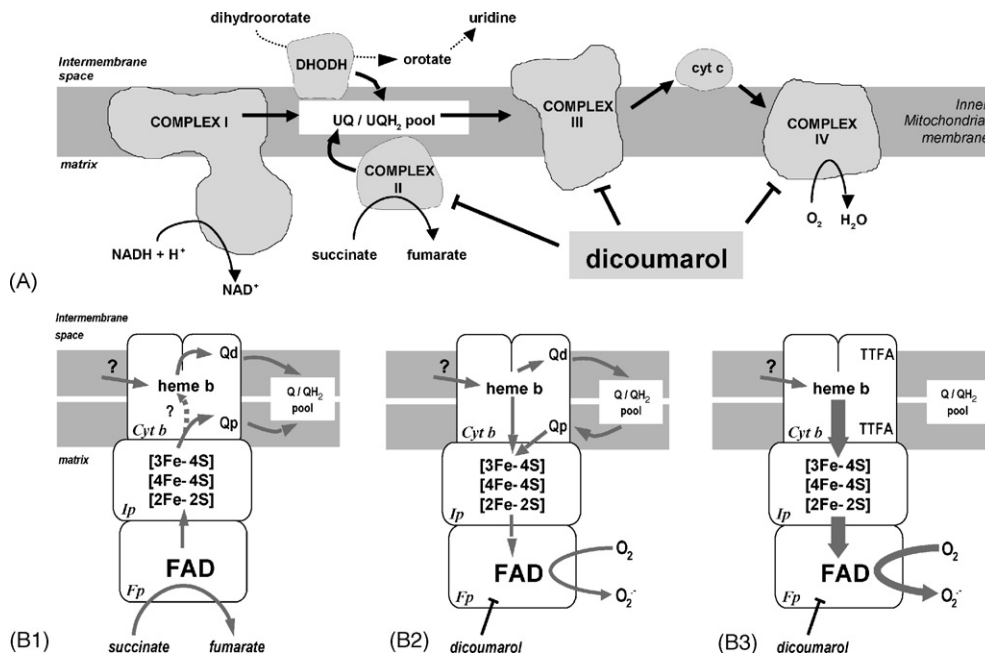 dihydroorotate
uridine
Intermembrane
space
DHODH
orotate
cyt c
COMPLEX I
UQ / UQH₂ pool
COMPLEX
III
COMPLEX
IV
Inner
Mitochondrial
membrane
matrix
COMPLEX
II
NADH + H⁺
NAD⁺
succinate
fumarate
O₂
H₂O
dicoumarol
(A)
Intermembrane
space
?
heme b
Qd
Q / QH₂
pool
?
Qp
Cyt b
matrix
[3Fe- 4S]
[4Fe- 4S]
[2Fe- 2S]
Ip
FAD
Fp
succinate
fumarate
(B1)
?
heme b
Qd
Q / QH₂
pool
Qp
Cyt b
[3Fe- 4S]
[4Fe- 4S]
[2Fe- 2S]
Ip
FAD
O₂
O₂·⁻
Fp
dicoumarol
(B2)
?
heme b
TTFA
Q / QH₂
pool
TTFA
Cyt b
[3Fe- 4S]
[4Fe- 4S]
[2Fe- 2S]
Ip
FAD
O₂
O₂·⁻
Fp
dicoumarol
(B3)